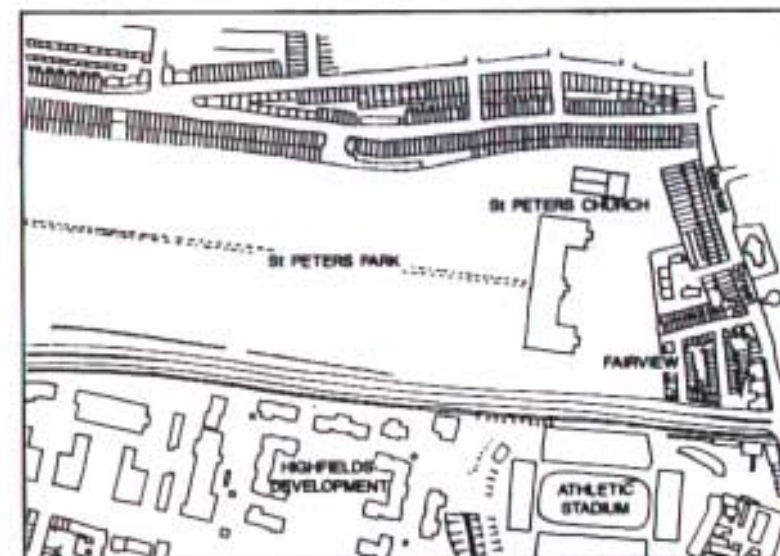 St PETERS CHURCH
St PETERS PARK
FAIRVIEW
HIGHFIELDS
DEVELOPMENT
ATHLETIC
STADIUM